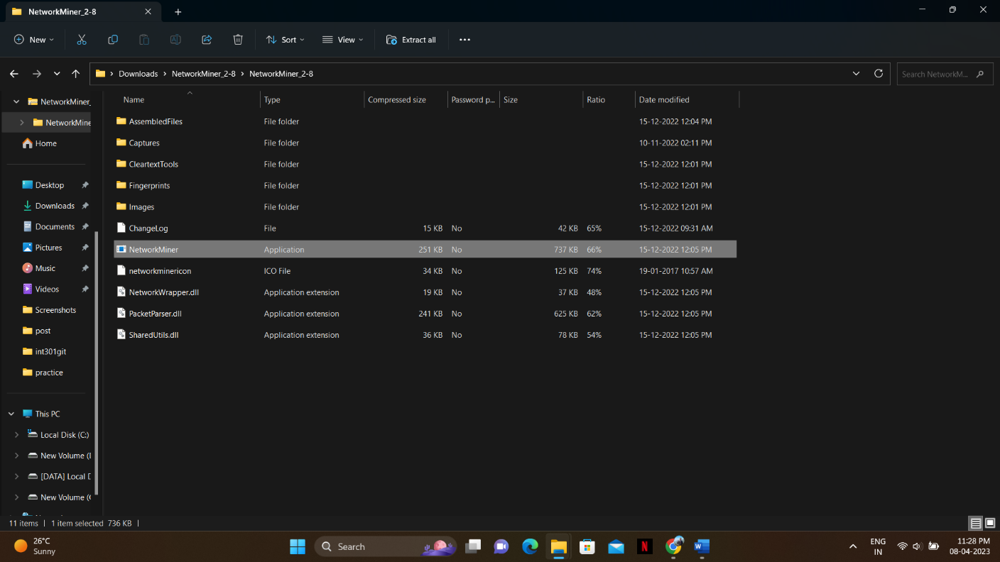 NetworkMiner_2-8
New
Sort
View
Extract all
Downloads > NetworkMiner_2-8 > NetworkMiner_2-8
Search NetworkM...
NetworkMiner_
NetworkMine
Home
Desktop
Downloads
Documents
Pictures
Music
Videos
Screenshots
post
int301git
practice
This PC
Local Disk (C:)
New Volume (
[DATA] Local
New Volume (
Name Type Compressed size Password p... Size Ratio Date modified
AssembledFiles File folder 15-12-2022 12:04 PM
Captures File folder 10-11-2022 02:11 PM
CleartextTools File folder 15-12-2022 12:01 PM
Fingerprints File folder 15-12-2022 12:01 PM
Images File folder 15-12-2022 12:01 PM
ChangeLog File 15 KB No 42 KB 65% 15-12-2022 09:31 AM
NetworkMiner Application 251 KB No 737 KB 66% 15-12-2022 12:05 PM
networkminericon ICO File 34 KB No 125 KB 74% 19-01-2017 10:57 AM
NetworkWrapper.dll Application extension 19 KB No 37 KB 48% 15-12-2022 12:05 PM
PacketParser.dll Application extension 241 KB No 625 KB 62% 15-12-2022 12:05 PM
SharedUtils.dll Application extension 36 KB No 78 KB 54% 15-12-2022 12:05 PM
11 items | 1 item selected 736 KB |
26°C
Sunny
Search
ENG
IN
11:28 PM
08-04-2023